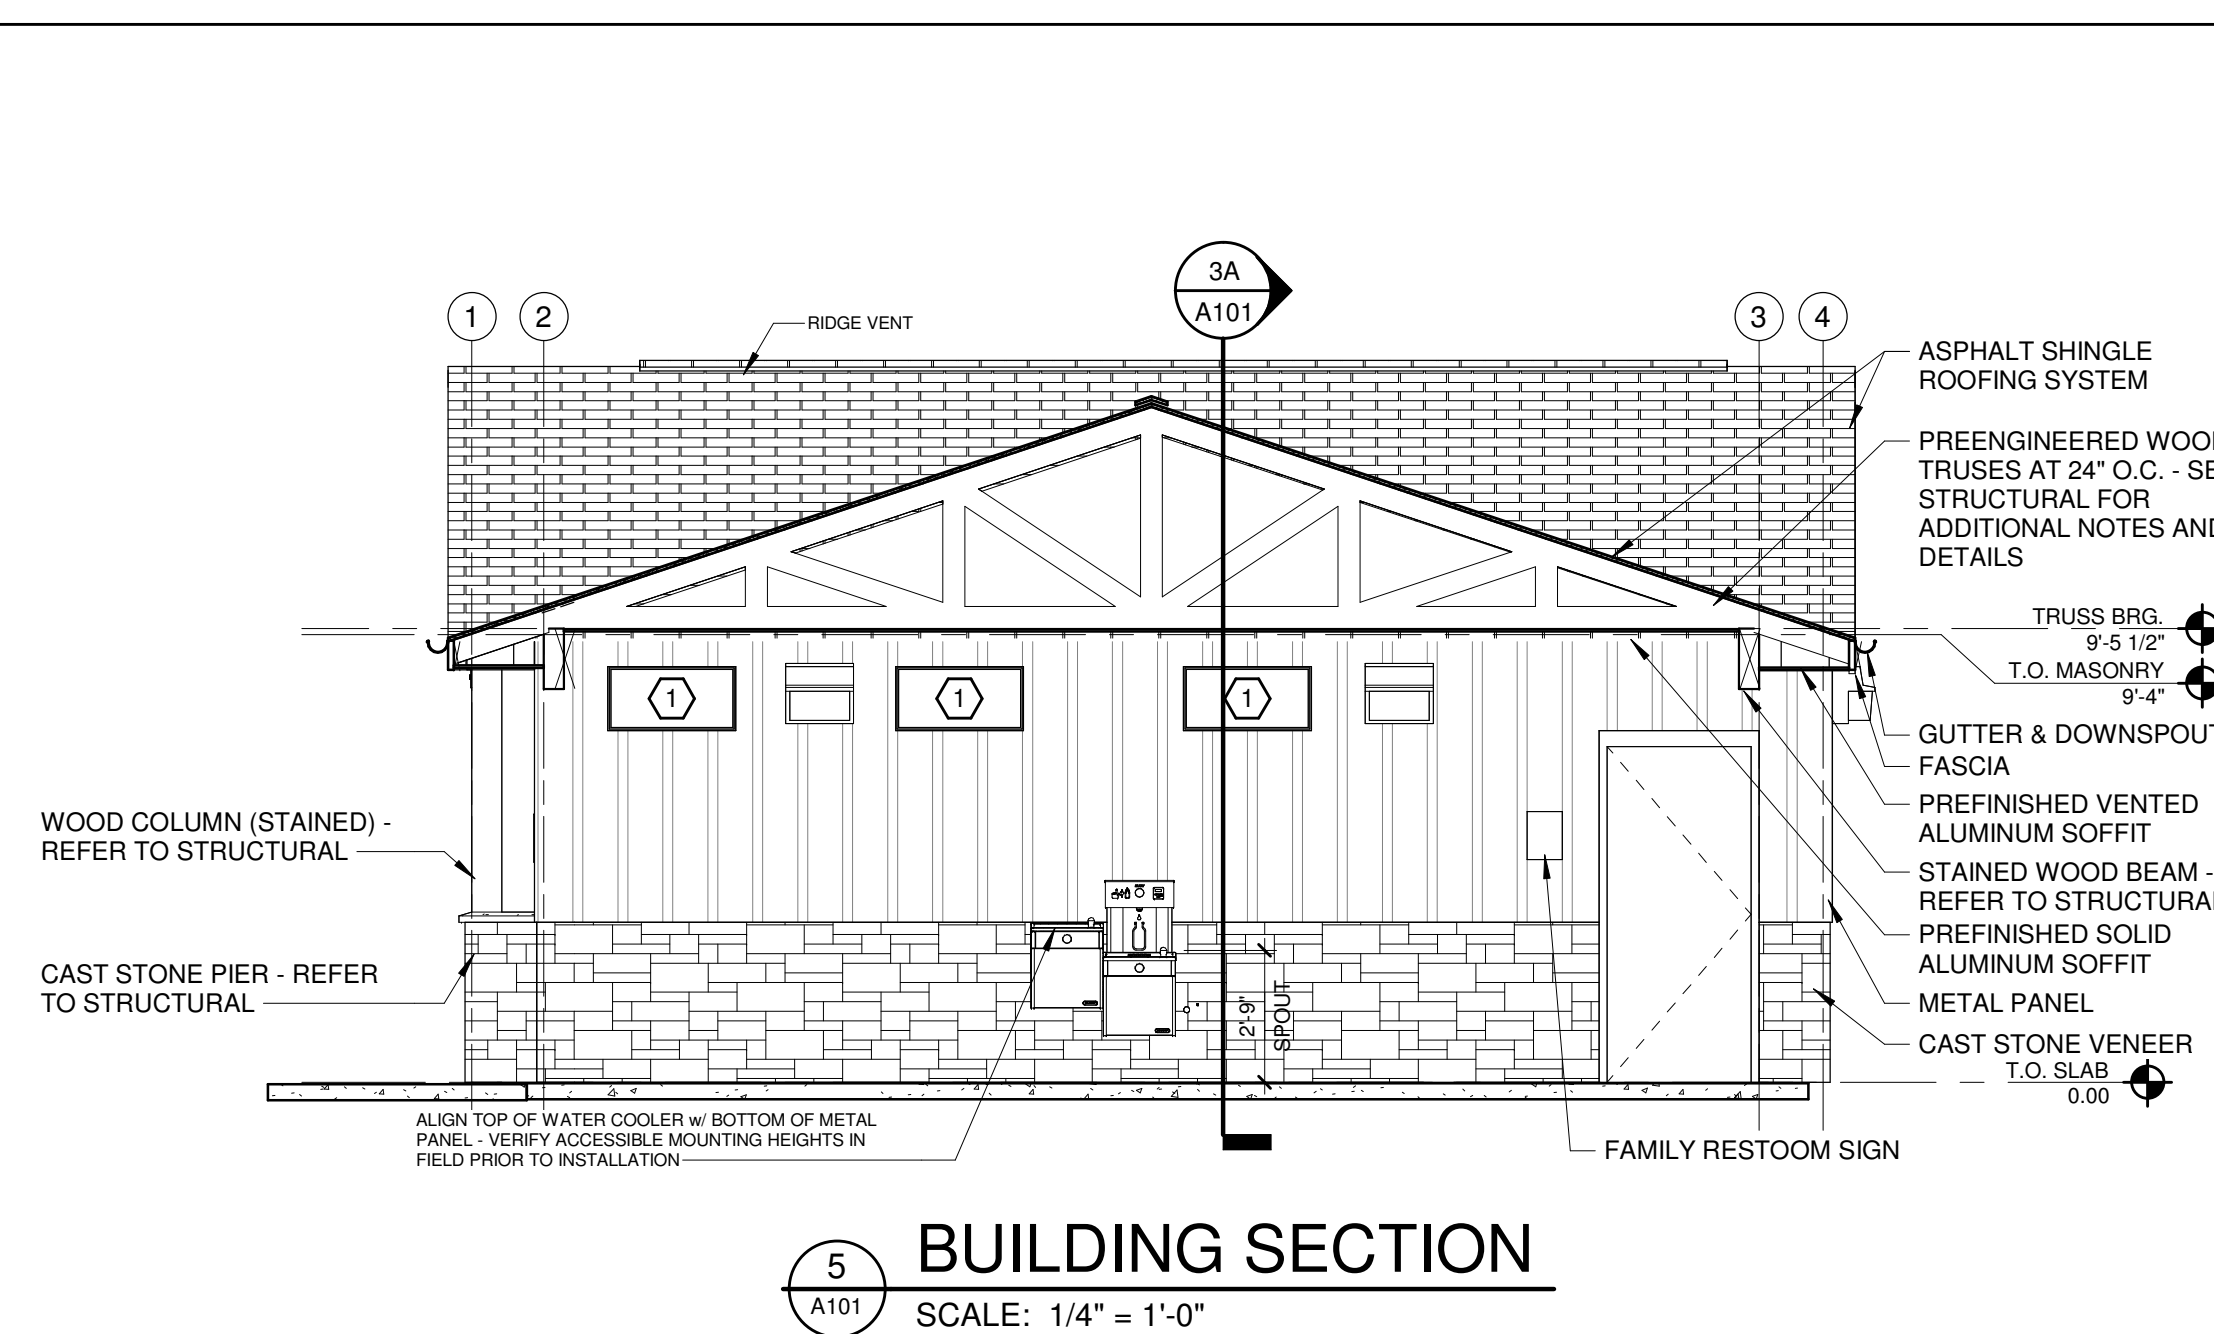 3A
A101
1
2
3
4
RIDGE VENT
ASPHALT SHINGLE
ROOFING SYSTEM
PREENGINEERED
TRUSES AT 24" O.C. -
STRUCTURAL FOR
ADDITIONAL NOTES
DETAILS
TRUSS BRG.
9'-5 1/2"
T.O. MASONRY
9'-4"
1
1
1
GUTTER &
FASCIA
PREFINISHED VENTED
ALUMINUM SOFFIT
STAINED WOOD BEAM -
REFER TO
PREFINISHED SOLID
ALUMINUM SOFFIT
METAL PANEL
CAST STONE VENEER
T.O. SLAB
0.00
WOOD COLUMN (STAINED) -
REFER TO STRUCTURAL
CAST STONE PIER - REFER
TO STRUCTURAL
2'-9"
SPOUT
ALIGN TOP OF WATER COOLER w/ BOTTOM OF METAL
PANEL - VERIFY ACCESSIBLE MOUNTING HEIGHTS IN
FIELD PRIOR TO INSTALLATION
FAMILY RESTOOM SIGN
5
A101
BUILDING SECTION
SCALE: 1/4" = 1'-0"